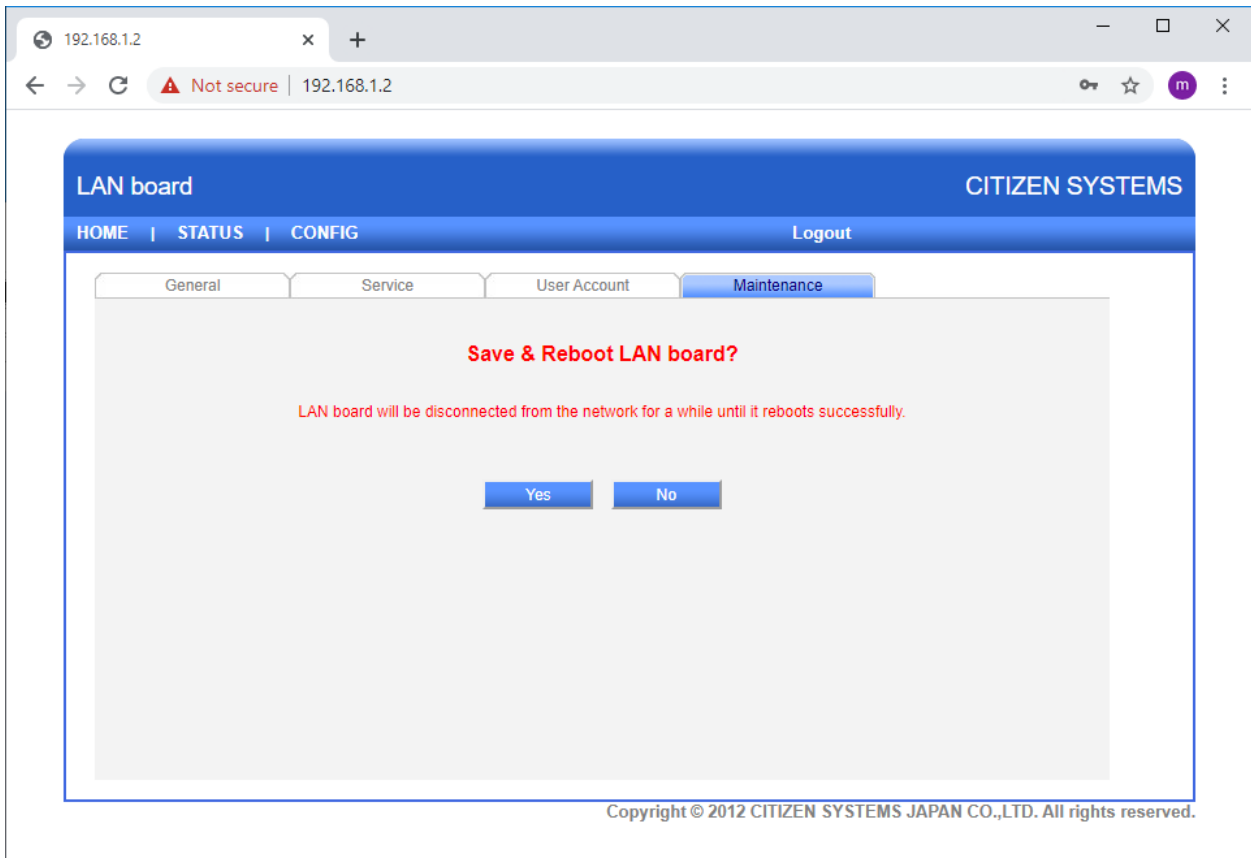 192.168.1.2
Not secure | 192.168.1.2
m
LAN board
CITIZEN SYSTEMS
HOME | STATUS | CONFIG
Logout
General
Service
User Account
Maintenance
Save & Reboot LAN board?
LAN board will be disconnected from the network for a while until it reboots successfully.
Yes
No
Copyright © 2012 CITIZEN SYSTEMS JAPAN CO.,LTD. All rights reserved.